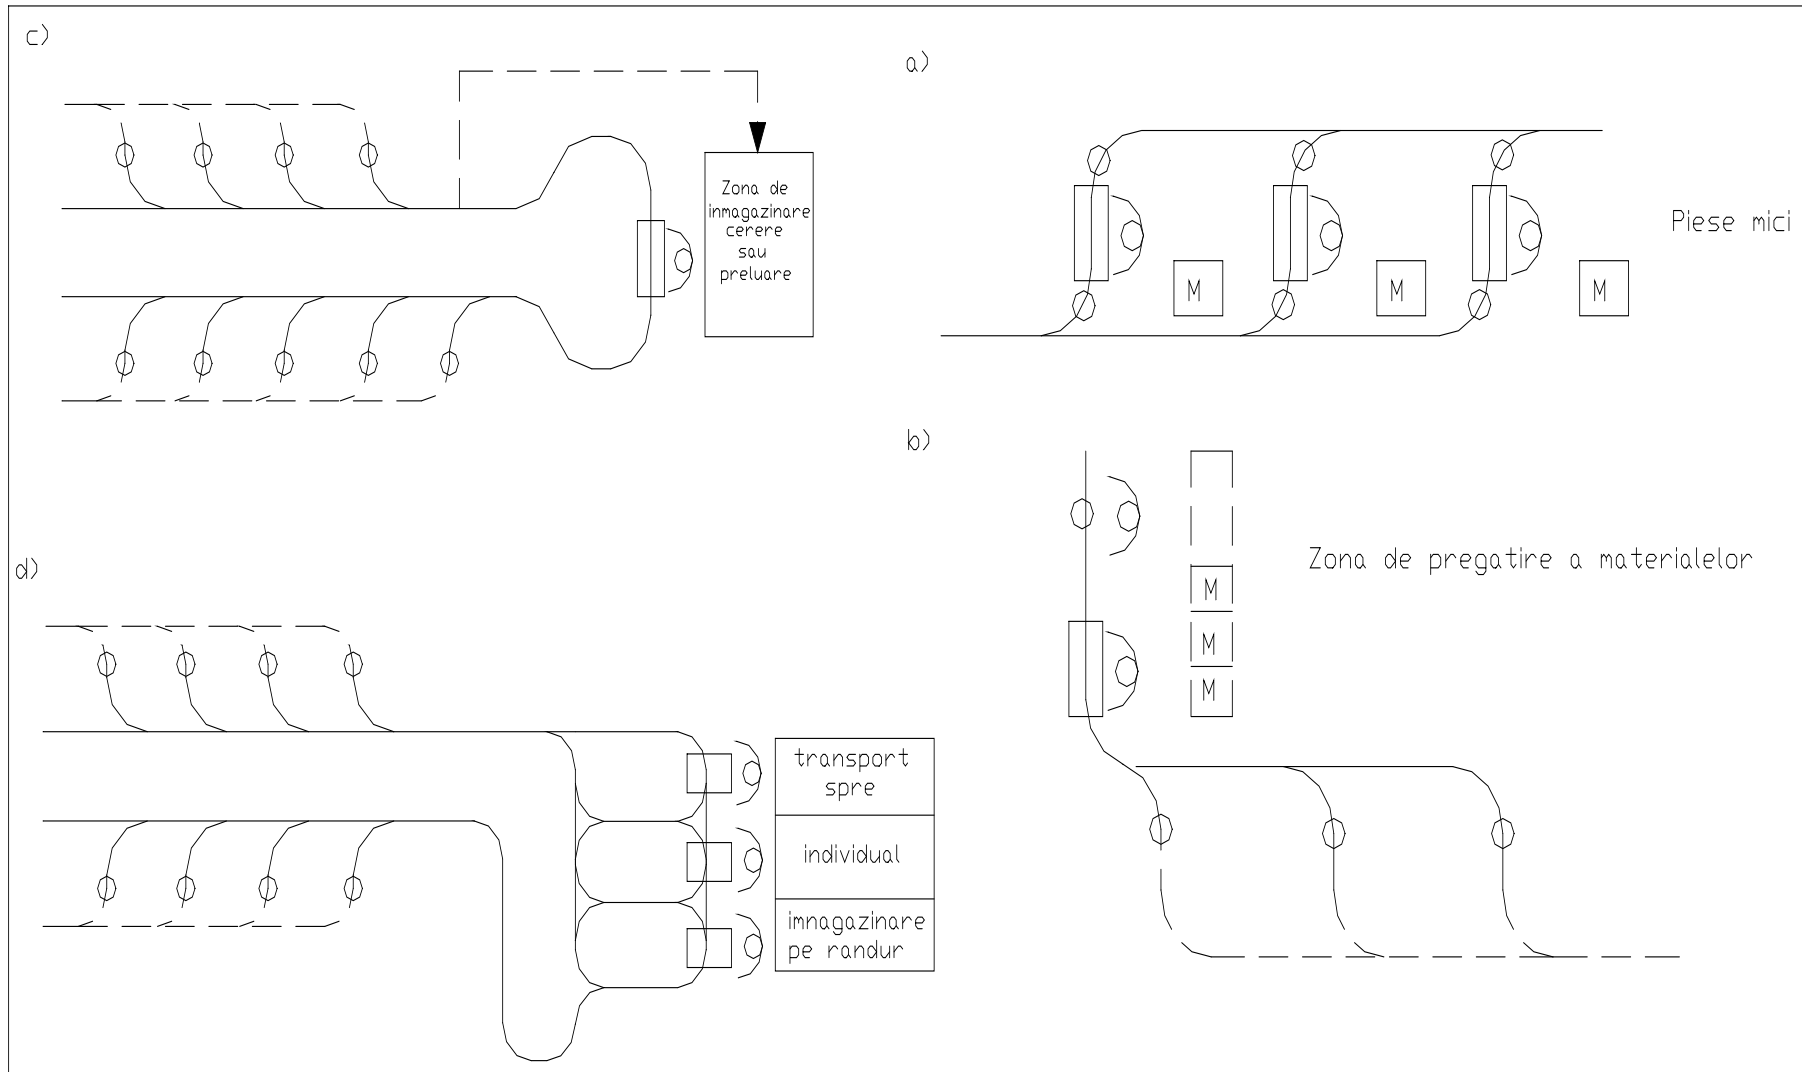 c)
Zona de
inmagazinare
cerere
sau
preluare
a)
M
M
M
Piese mici
b)
M
M
M
Zona de pregatire a materialelor
d)
transport
spre
individual
imnagazinare
pe randur